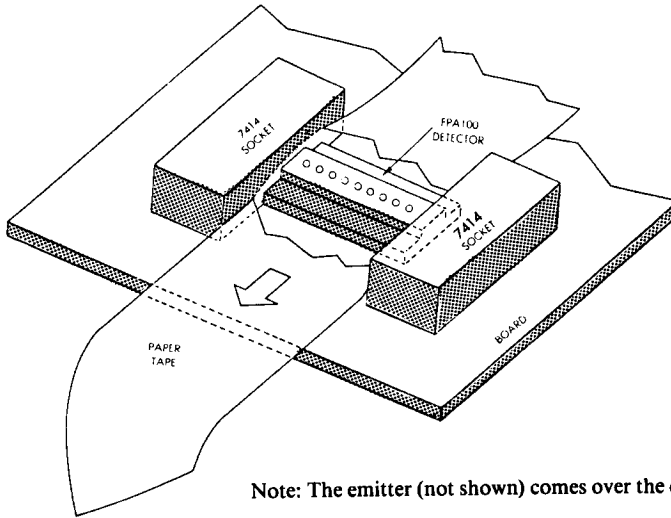 7414
SOCKET
FPA100
DETECTOR
7414
SOCKET
BOARD
PAPER
TAPE
Note: The emitter (not shown) comes over the